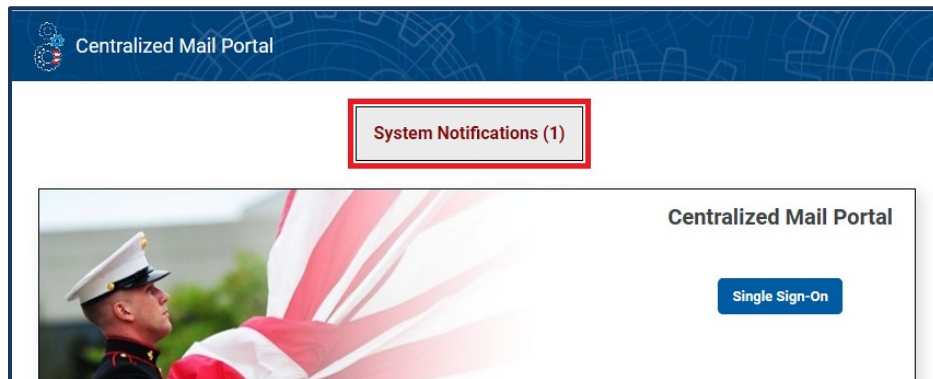 Centralized Mail Portal
System Notifications (1)
Centralized Mail Portal
Single Sign-On